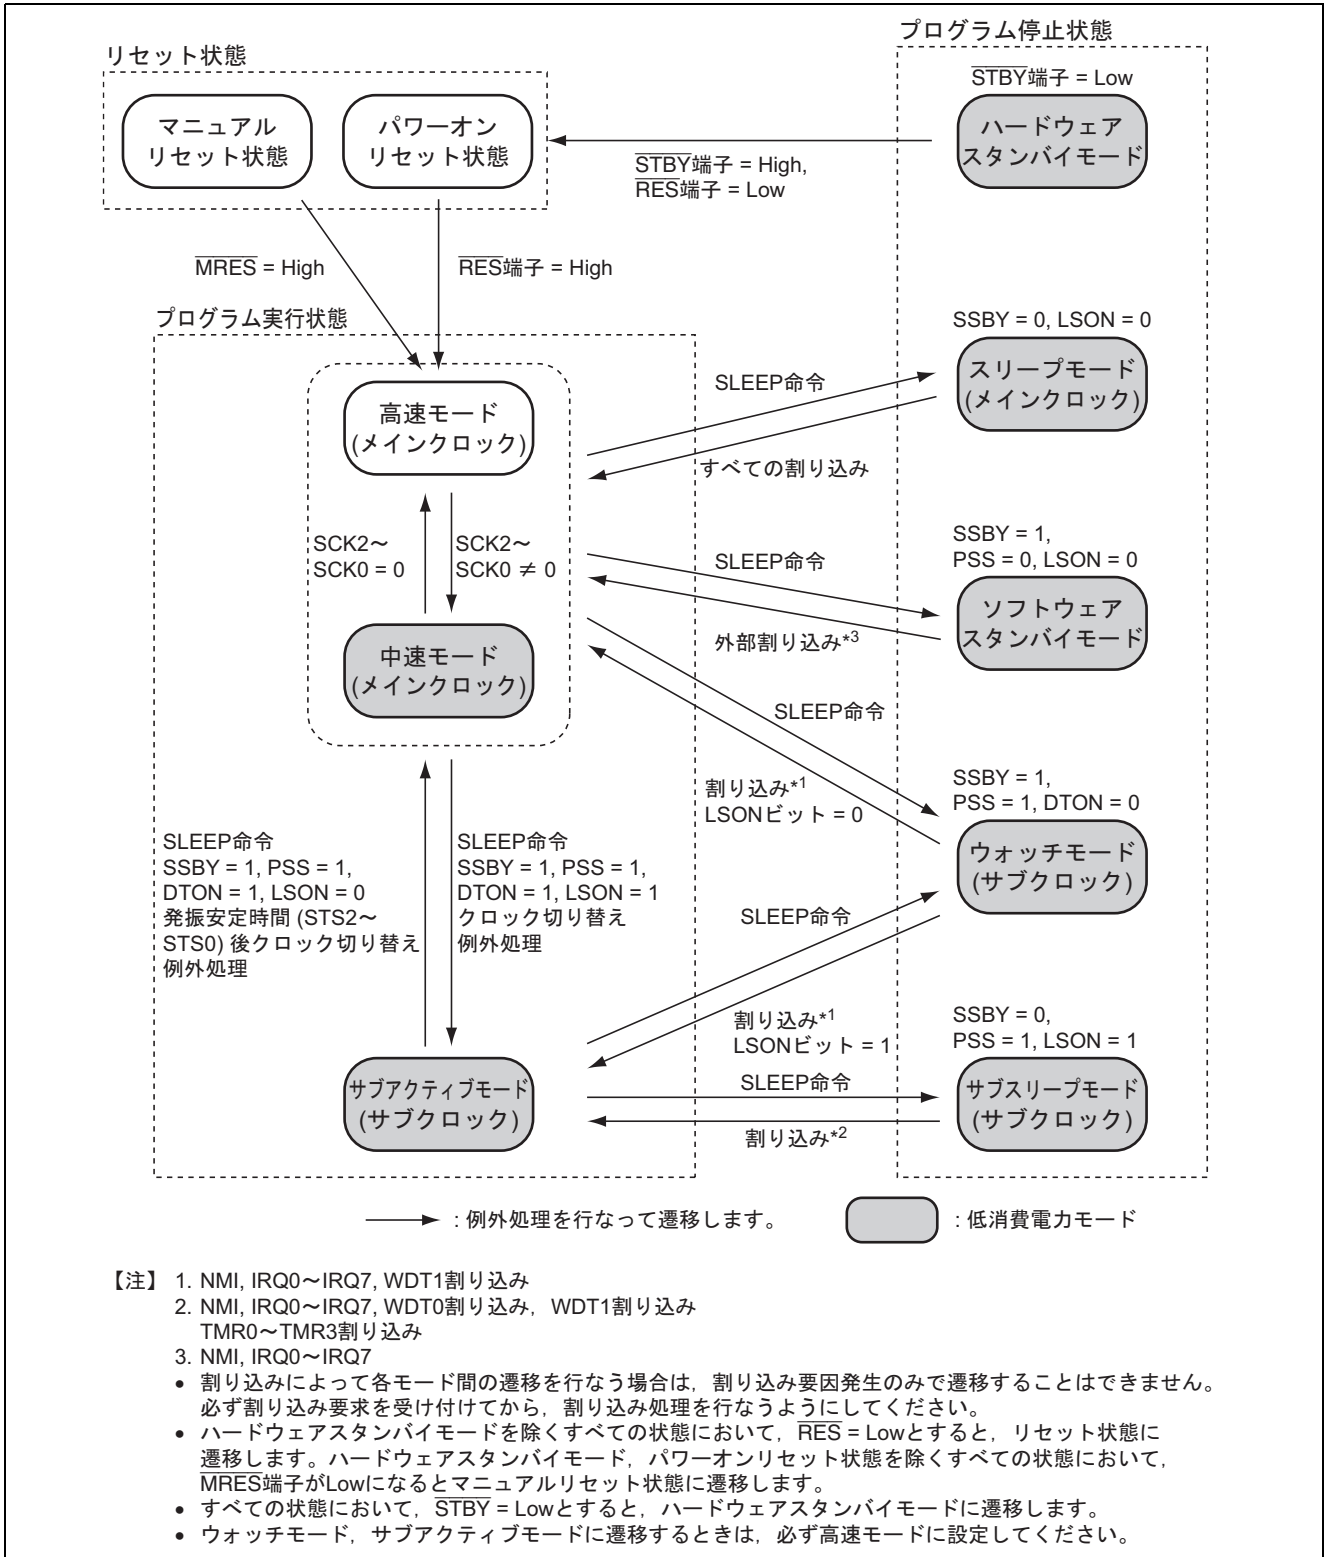 プログラム停止状態
リセット状態
STBY端子 = Low
マニュアル
リセット状態
パワーオン
リセット状態
ハードウェア
スタンバイモード
STBY端子 = High,
RES端子 = Low
MRES = High
RES端子 = High
プログラム実行状態
SSBY = 0, LSON = 0
スリープモード
(メインクロック)
SLEEP命令
すべての割り込み
高速モード
(メインクロック)
SCK2～
SCK0 = 0
SCK2～
SCK0 ≠ 0
SSBY = 1,
PSS = 0, LSON = 0
SLEEP命令
ソフトウェア
スタンバイモード
外部割り込み*3
中速モード
(メインクロック)
SLEEP命令
割り込み*1
LSONビット = 0
SSBY = 1,
PSS = 1, DTON = 0
ウォッチモード
(サブクロック)
SLEEP命令
SSBY = 1, PSS = 1,
DTON = 1, LSON = 0
発振安定時間 (STS2～
STS0) 後クロック切り替え
例外処理
SLEEP命令
SSBY = 1, PSS = 1,
DTON = 1, LSON = 1
クロック切り替え
例外処理
SLEEP命令
割り込み*1
LSONビット = 1
SSBY = 0,
PSS = 1, LSON = 1
サブアクティブモード
(サブクロック)
SLEEP命令
割り込み*2
サブスリープモード
(サブクロック)
: 例外処理を行なって遷移します。
: 低消費電力モード
【注】 1. NMI, IRQ0～IRQ7, WDT1割り込み
2. NMI, IRQ0～IRQ7, WDT0割り込み，WDT1割り込み
TMR0～TMR3割り込み
3. NMI, IRQ0～IRQ7
• 割り込みによって各モード間の遷移を行なう場合は，割り込み要因発生のみで遷移することはできません。
必ず割り込み要求を受け付けてから，割り込み処理を行なうようにしてください。
• ハードウェアスタンバイモードを除くすべての状態において，RES = Lowとすると，リセット状態に
遷移します。ハードウェアスタンバイモード，パワーオンリセット状態を除くすべての状態において，
MRES端子がLowになるとマニュアルリセット状態に遷移します。
• すべての状態において，STBY = Lowとすると，ハードウェアスタンバイモードに遷移します。
• ウォッチモード，サブアクティブモードに遷移するときは，必ず高速モードに設定してください。